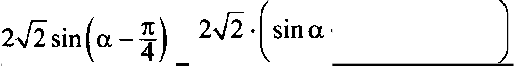 2√2 sin(α − π/4) _ 2√2 · (sin α ·        )